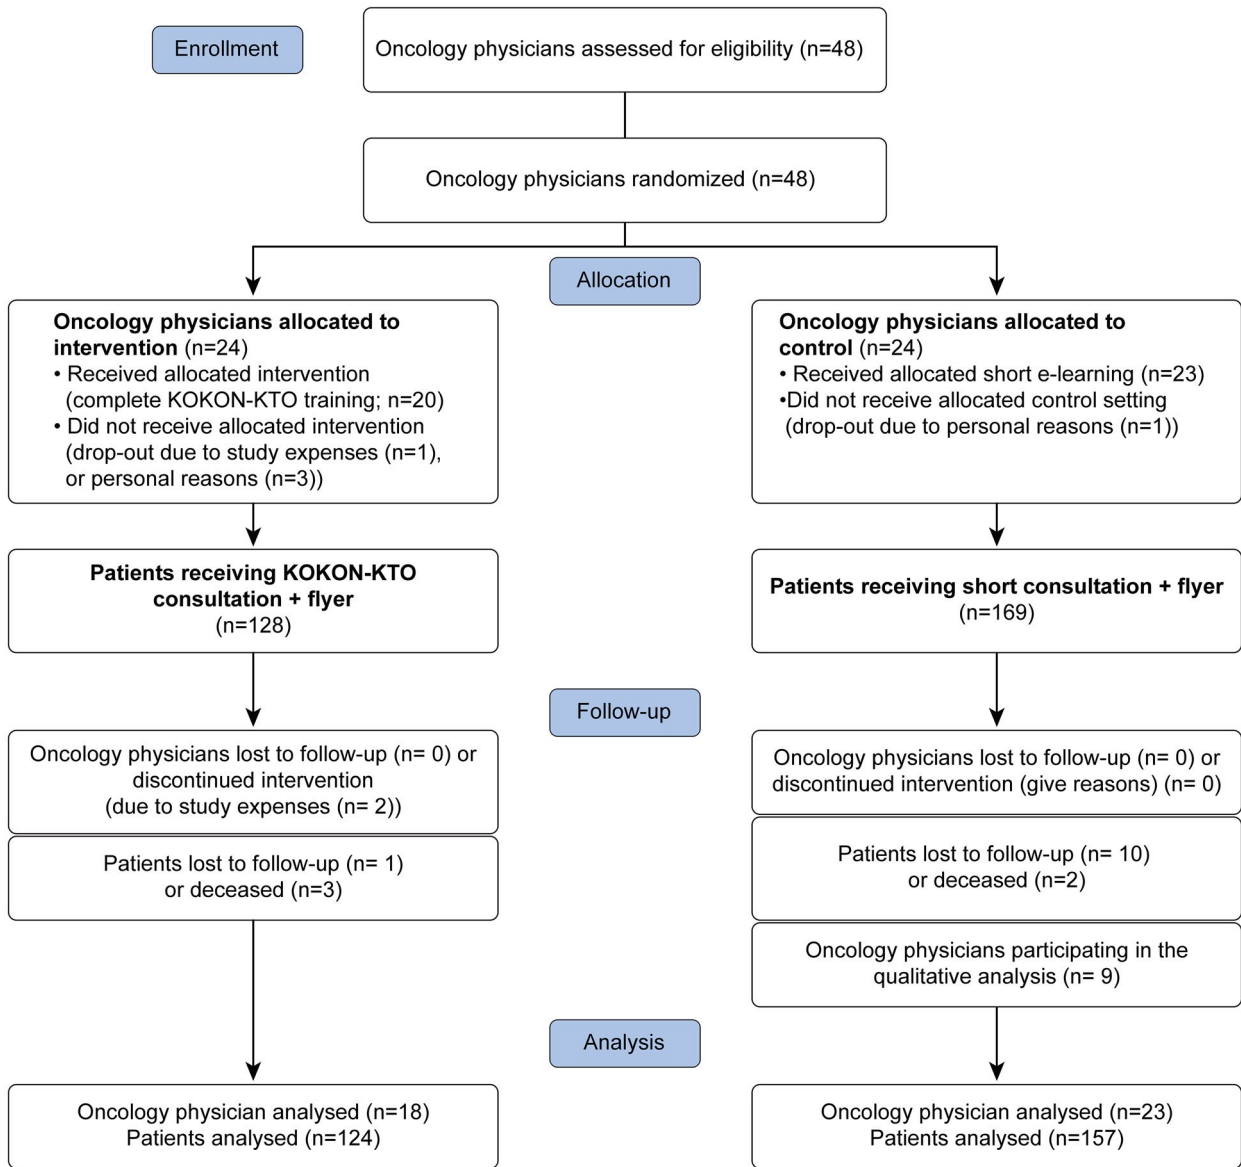 Enrollment
Oncology physicians assessed for eligibility (n=48)
Oncology physicians randomized (n=48)
Allocation
Oncology physicians allocated to
intervention (n=24)
• Received allocated intervention
(complete KOKON-KTO training; n=20)
• Did not receive allocated intervention
(drop-out due to study expenses (n=1),
or personal reasons (n=3))
Oncology physicians allocated to
control (n=24)
• Received allocated short e-learning (n=23)
•Did not receive allocated control setting
(drop-out due to personal reasons (n=1))
Patients receiving KOKON-KTO
consultation + flyer
(n=128)
Patients receiving short consultation + flyer
(n=169)
Follow-up
Oncology physicians lost to follow-up (n= 0) or
discontinued intervention
(due to study expenses (n= 2))
Patients lost to follow-up (n= 1)
or deceased (n=3)
Oncology physicians lost to follow-up (n= 0) or
discontinued intervention (give reasons) (n= 0)
Patients lost to follow-up (n= 10)
or deceased (n=2)
Oncology physicians participating in the
qualitative analysis (n= 9)
Analysis
Oncology physician analysed (n=18)
Patients analysed (n=124)
Oncology physician analysed (n=23)
Patients analysed (n=157)